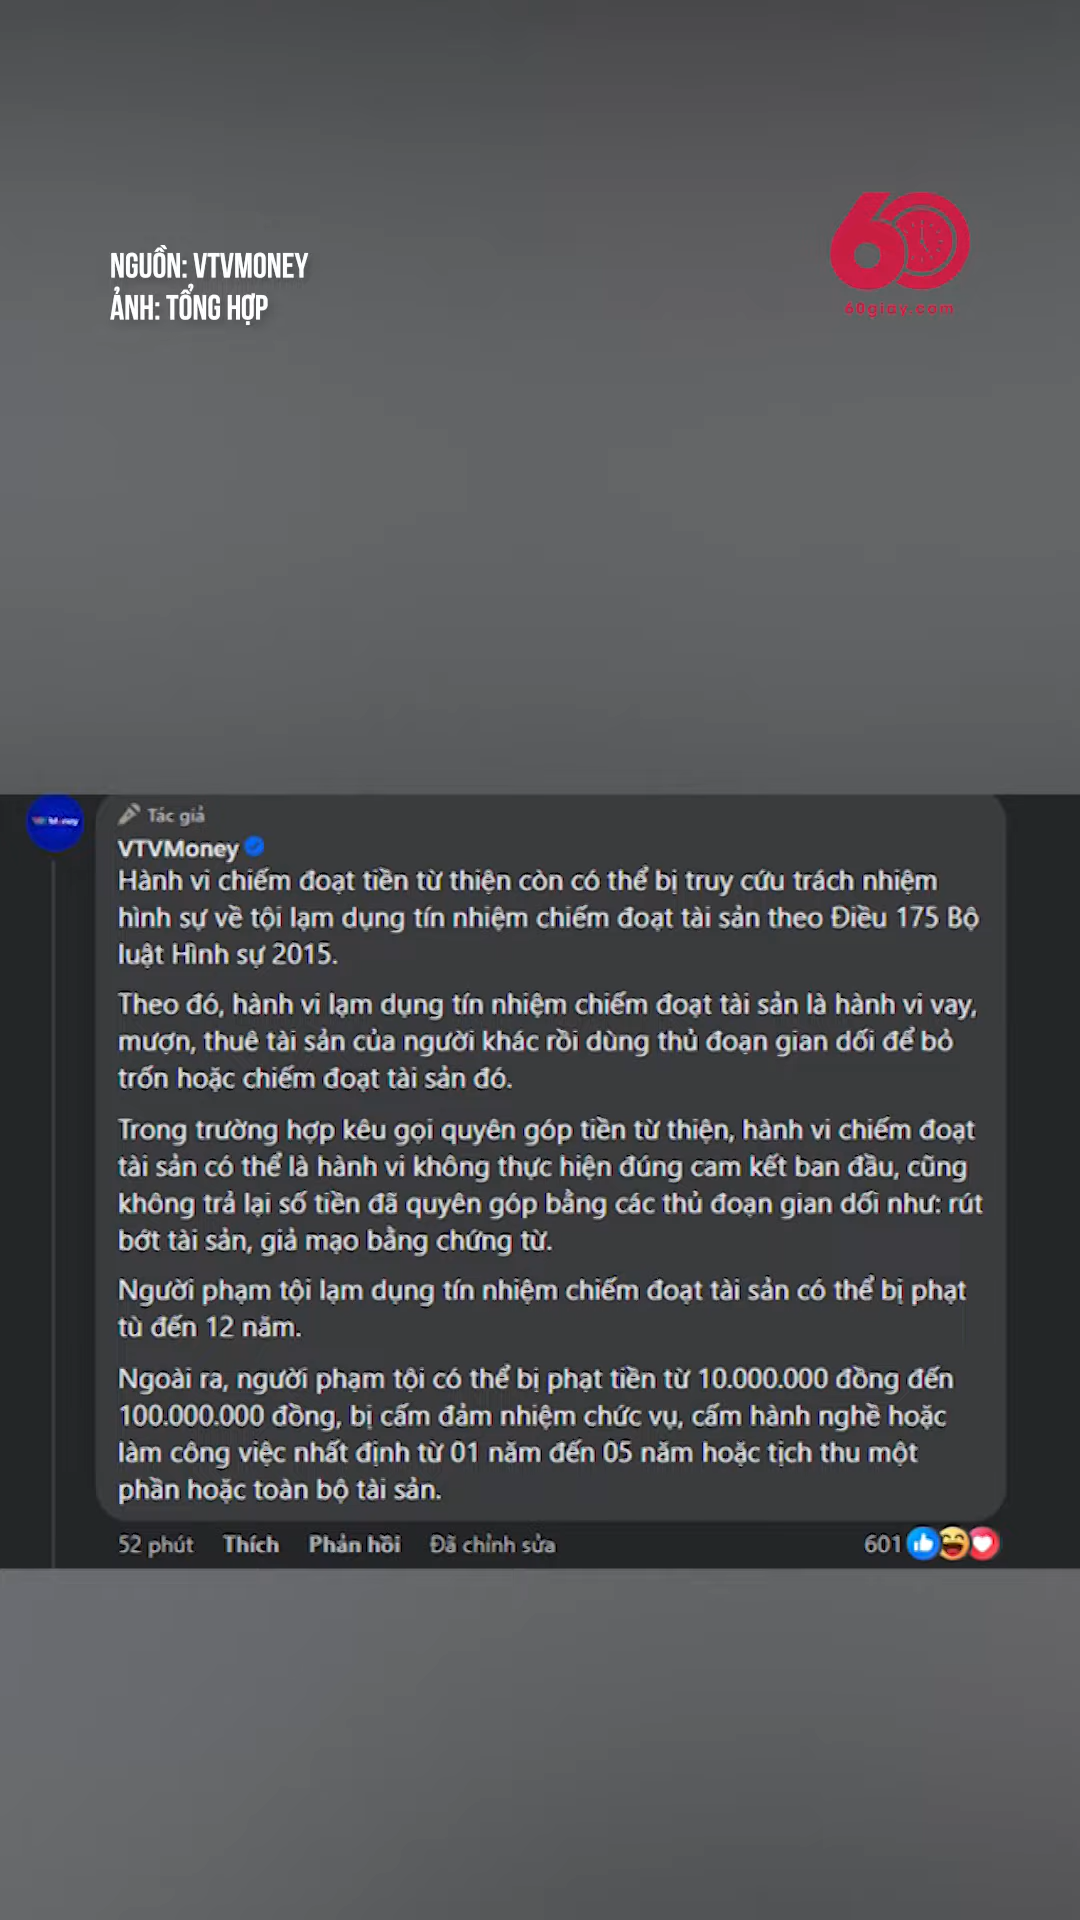 NGUỒN: VTVMONEY
ẢNH: TỔNG HỢP
60
60giay.com
VTV Money
Tác giả
VTVMoney
Hành vi chiếm đoạt tiền từ thiện còn có thể bị truy cứu trách nhiệm
hình sự về tội lạm dụng tín nhiệm chiếm đoạt tài sản theo Điều 175 Bộ
luật Hình sự 2015.
Theo đó, hành vi lạm dụng tín nhiệm chiếm đoạt tài sản là hành vi vay,
mượn, thuê tài sản của người khác rồi dùng thủ đoạn gian dối để bỏ
trốn hoặc chiếm đoạt tài sản đó.
Trong trường hợp kêu gọi quyên góp tiền từ thiện, hành vi chiếm đoạt
tài sản có thể là hành vi không thực hiện đúng cam kết ban đầu, cũng
không trả lại số tiền đã quyên góp bằng các thủ đoạn gian dối như: rút
bớt tài sản, giả mạo bằng chứng từ.
Người phạm tội lạm dụng tín nhiệm chiếm đoạt tài sản có thể bị phạt
tù đến 12 năm.
Ngoài ra, người phạm tội có thể bị phạt tiền từ 10.000.000 đồng đến
100.000.000 đồng, bị cấm đảm nhiệm chức vụ, cấm hành nghề hoặc
làm công việc nhất định từ 01 năm đến 05 năm hoặc tịch thu một
phần hoặc toàn bộ tài sản.
52 phút Thích Phản hồi Đã chỉnh sửa 601